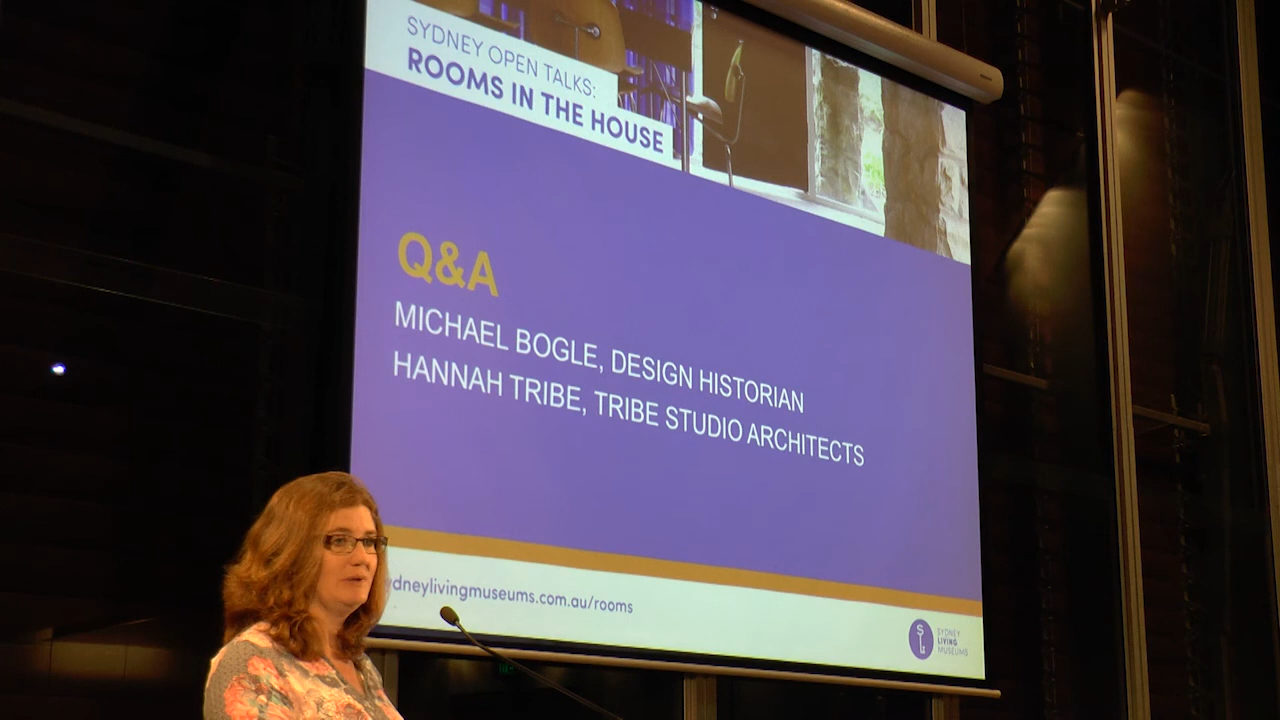 SYDNEY OPEN TALKS:
ROOMS IN THE HOUSE
Q&A
MICHAEL BOGLE, DESIGN HISTORIAN
HANNAH TRIBE, TRIBE STUDIO ARCHITECTS
ydneylivingmuseums.com.au/rooms
SYDNEY
LIVING
MUSEUMS